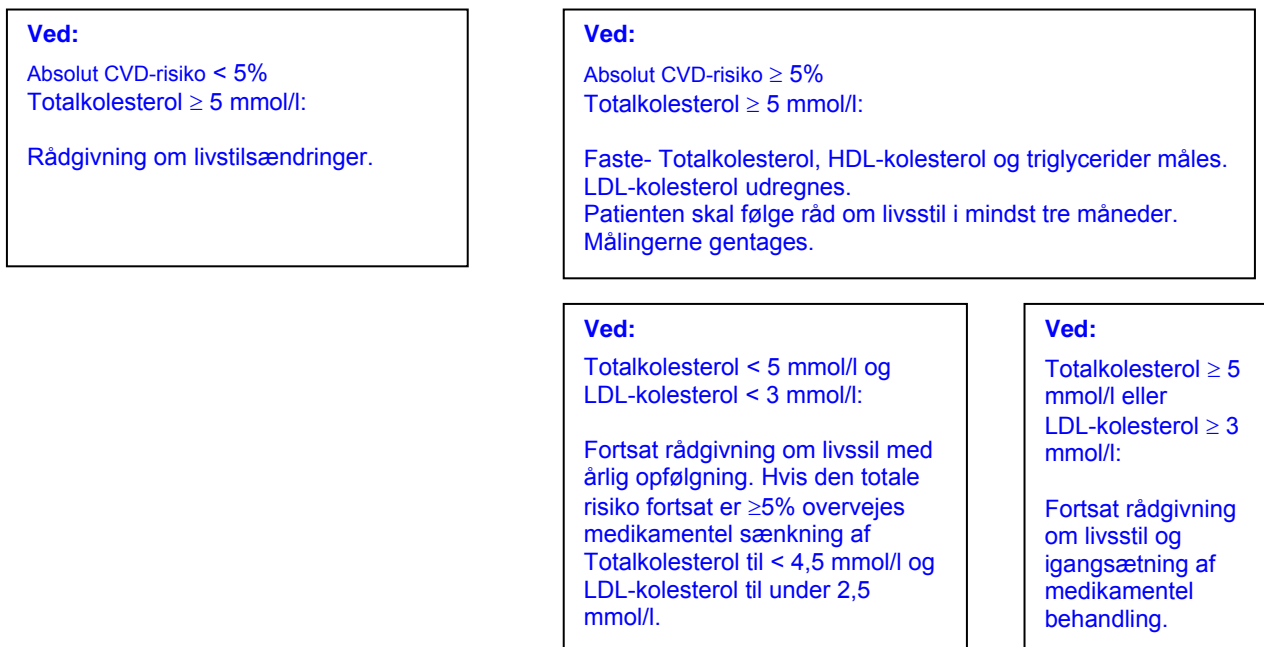 Ved:
Absolut CVD-risiko < 5%
Totalkolesterol ≥ 5 mmol/l:
Rådgivning om livstilsændringer.
Ved:
Absolut CVD-risiko ≥ 5%
Totalkolesterol ≥ 5 mmol/l:
Faste- Totalkolesterol, HDL-kolesterol og triglycerider måles.
LDL-kolesterol udregnes.
Patienten skal følge råd om livsstil i mindst tre måneder.
Målingerne gentages.
Ved:
Totalkolesterol < 5 mmol/l og
LDL-kolesterol < 3 mmol/l:
Fortsat rådgivning om livssil med
årlig opfølgning. Hvis den totale
risiko fortsat er ≥5% overvejes
medikamentel sænkning af
Totalkolesterol til < 4,5 mmol/l og
LDL-kolesterol til under 2,5
mmol/l.
Ved:
Totalkolesterol ≥ 5
mmol/l eller
LDL-kolesterol ≥ 3
mmol/l:
Fortsat rådgivning
om livsstil og
igangsætning af
medikamentel
behandling.